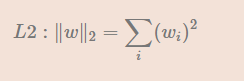 L2 : ‖w‖₂ = ∑ᵢ(wᵢ)²